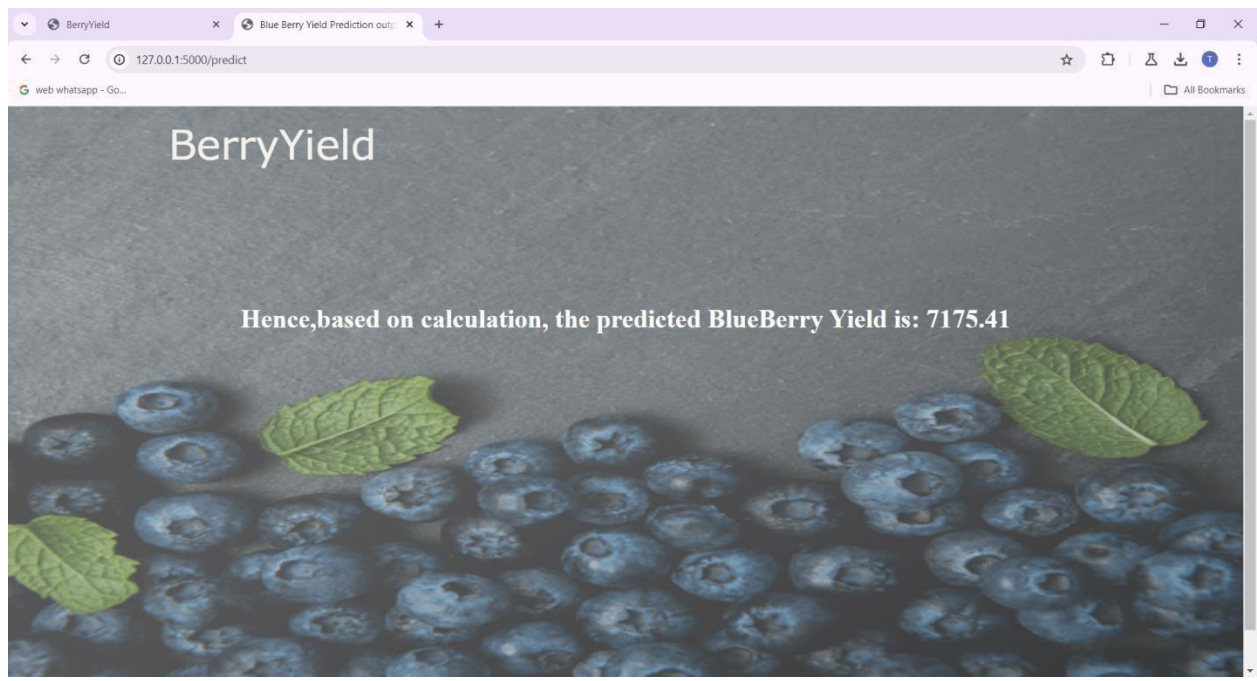 BerryYield
Blue Berry Yield Prediction outp
127.0.0.1:5000/predict
T
G web whatsapp - Go...
All Bookmarks
BerryYield
Hence,based on calculation, the predicted BlueBerry Yield is: 7175.41